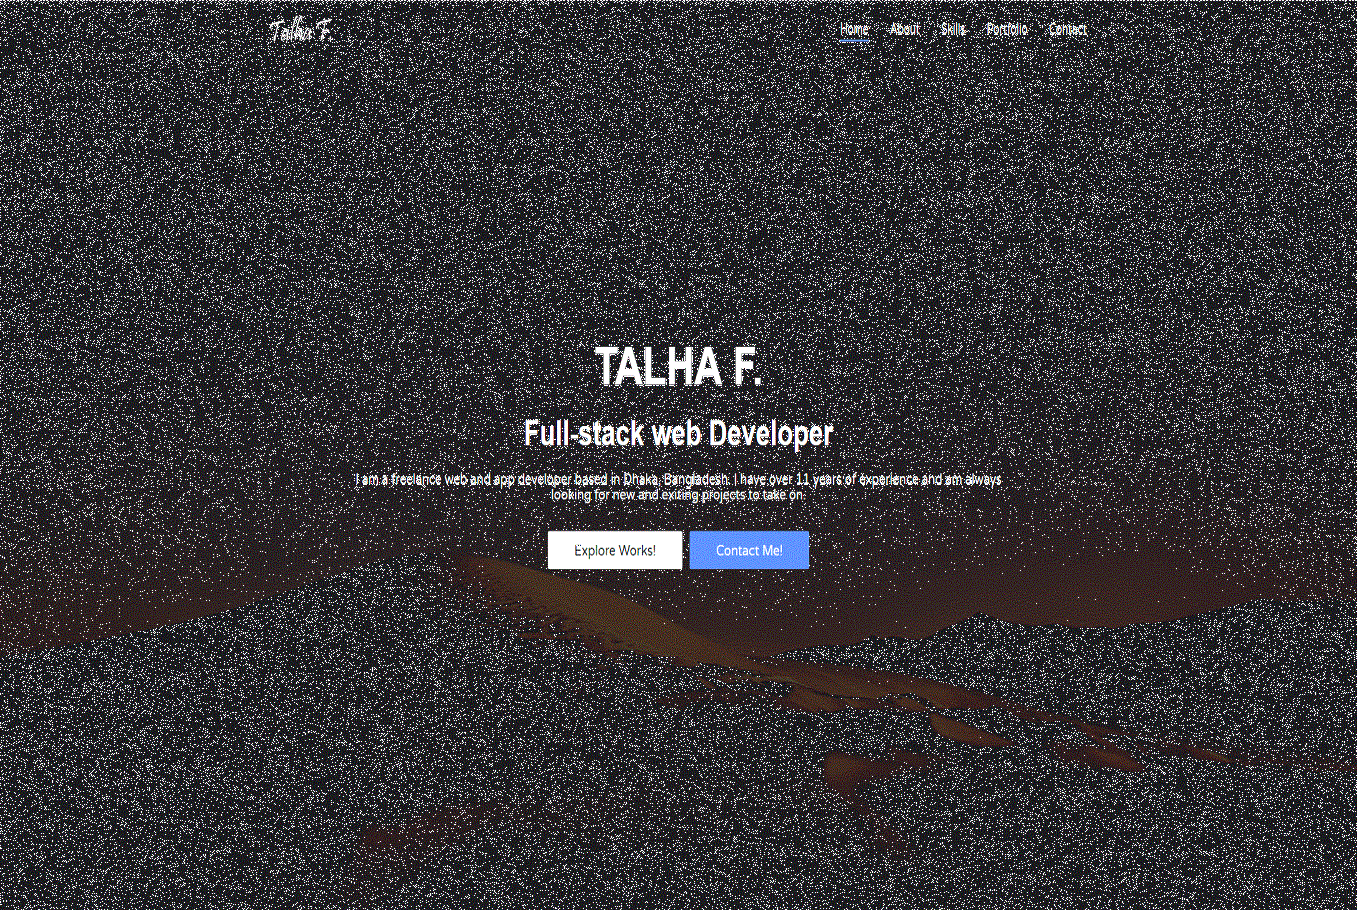 Talha F.
Home About Skills Portfolio Contact
TALHA F.
Full-stack web Developer
I am a freelance web and app developer based in Dhaka, Bangladesh. I have over 11 years of experience and am always
looking for new and exiting projects to take on.
Explore Works!
Contact Me!